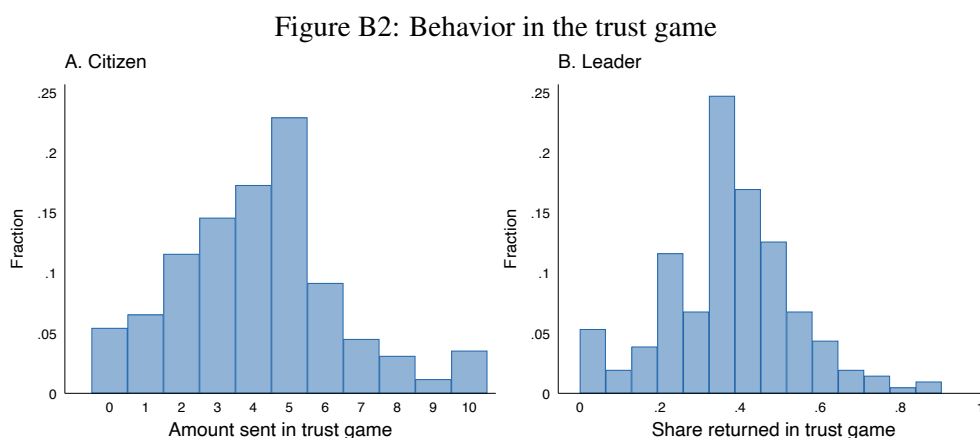 Figure B2: Behavior in the trust game
A. Citizen
.25
.2
.15
.1
.05
0
Fraction
0 1 2 3 4 5 6 7 8 9 10
Amount sent in trust game
B. Leader
.25
.2
.15
.1
.05
0
Fraction
0 .2 .4 .6 .8 1
Share returned in trust game